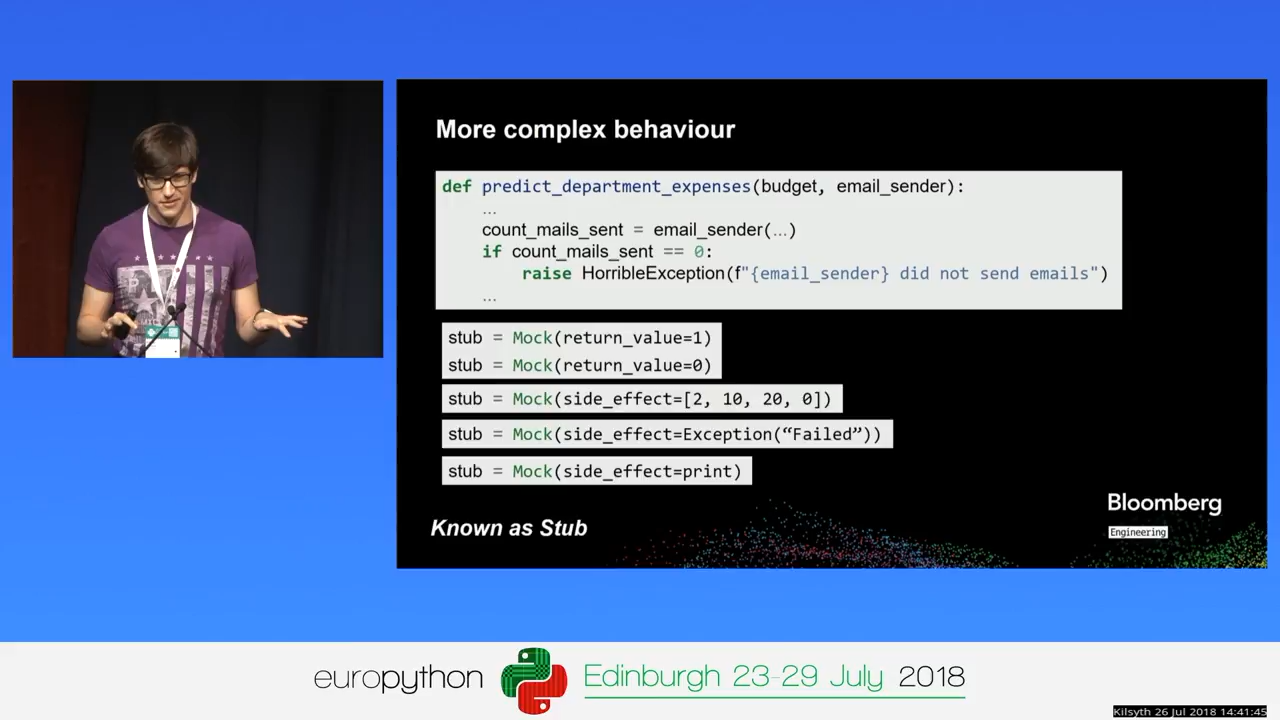 More complex behaviour
def predict_department_expenses(budget, email_sender):
...
count_mails_sent = email_sender(...)
if count_mails_sent == 0:
raise HorribleException(f"{email_sender} did not send emails")
...
stub = Mock(return_value=1)
stub = Mock(return_value=0)
stub = Mock(side_effect=[2, 10, 20, 0])
stub = Mock(side_effect=Exception(“Failed”))
stub = Mock(side_effect=print)
Known as Stub
Bloomberg
Engineering
europython Edinburgh 23-29 July 2018
Kilsyth 26 Jul 2018 14:41:45